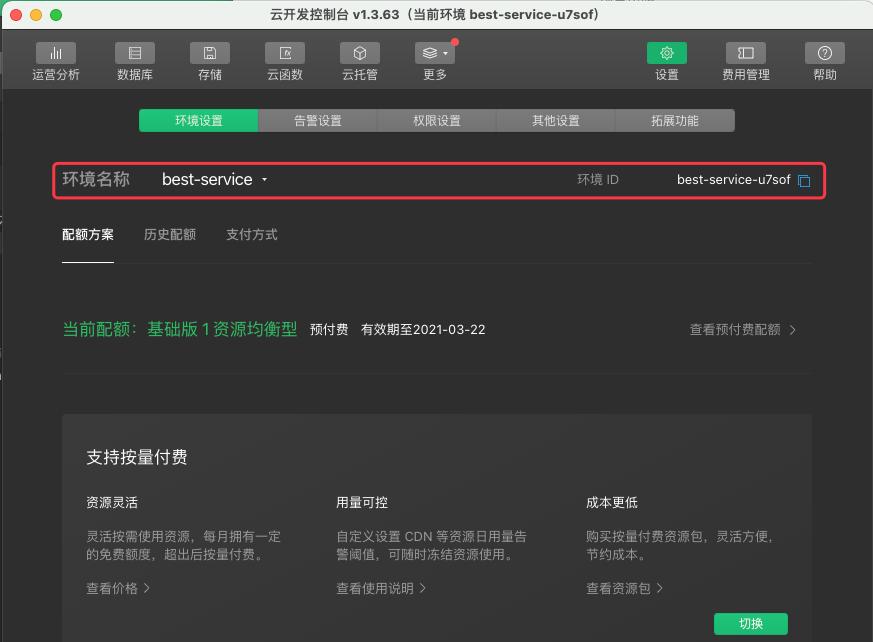 云开发控制台 v1.3.63（当前环境 best-service-u7sof）
运营分析 数据库 存储 云函数 云托管 更多 设置 费用管理 帮助
环境设置 告警设置 权限设置 其他设置 拓展功能
环境名称 best-service 环境 ID best-service-u7sof
配额方案 历史配额 支付方式
当前配额：基础版 1 资源均衡型 预付费 有效期至2021-03-22 查看预付费配额
支持按量付费
资源灵活 用量可控 成本更低
灵活按需使用资源，每月拥有一定 自定义设置 CDN 等资源日用量告 购买按量付费资源包，灵活方便，
的免费额度，超出后按量付费。 警阈值，可随时冻结资源使用。 节约成本。
查看价格 查看使用说明 查看资源包
切换